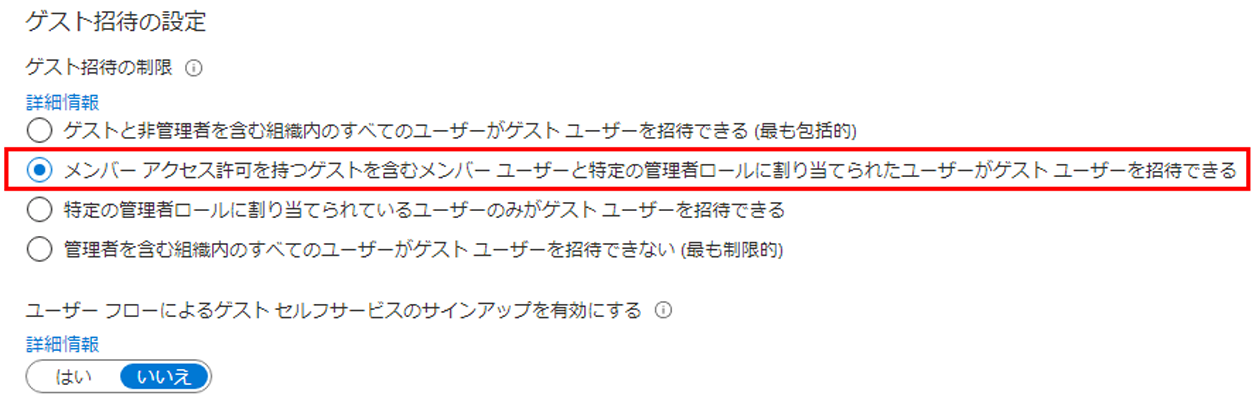 ゲスト招待の設定
ゲスト招待の制限
詳細情報
ゲストと非管理者を含む組織内のすべてのユーザーがゲスト ユーザーを招待できる (最も包括的)
メンバー アクセス許可を持つゲストを含むメンバー ユーザーと特定の管理者ロールに割り当てられたユーザーがゲスト ユーザーを招待できる
特定の管理者ロールに割り当てられているユーザーのみがゲスト ユーザーを招待できる
管理者を含む組織内のすべてのユーザーがゲスト ユーザーを招待できない (最も制限的)
ユーザー フローによるゲスト セルフサービスのサインアップを有効にする
詳細情報
はい いいえ